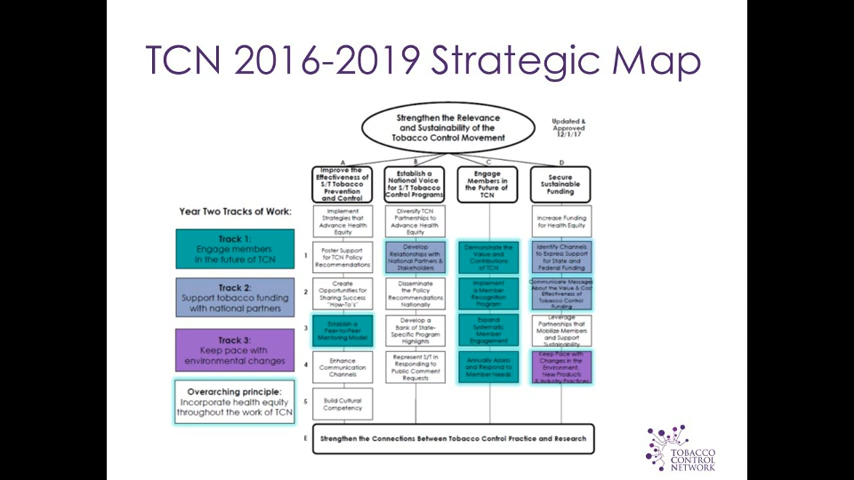 TCN 2016-2019 Strategic Map
Strengthen the Relevance
and Sustainability of the
Tobacco Control Movement
Updated &
Approved
12/1/17
A
B
C
D
Improve the
Effectiveness of
S/T Tobacco
Prevention
and Control
Establish a
National Voice
for S/T Tobacco
Control Programs
Engage
Members in
the Future of
TCN
Secure
Sustainable
Funding
Year Two Tracks of Work:
Track 1:
Engage members
in the future of TCN
Track 2:
Support tobacco funding
with national partners
Track 3:
Keep pace with
environmental changes
Overarching principle:
Incorporate health equity
throughout the work of TCN
Implement
Strategies that
Advance Health
Equity
Diversify TCN
Partnerships to
Advance Health
Equity
Increase Funding
for Health Equity
1
Foster Support
for TCN Policy
Recommendations
Develop
Relationships with
National Partners &
Stakeholders
Demonstrate the
Value and
Contributions
of TCN
Identify Channels
to Express Support
for State and
Federal Funding
2
Create
Opportunities for
Sharing Success
"How-To's"
Disseminate
the Policy
Recommendations
Nationally
Implement
a Member
Recognition
Program
Communicate Messages
About the Value & Cost
Effectiveness of
Tobacco Control
Funding
3
Establish a
Peer-to-Peer
Mentoring Model
Develop a
Bank of State-
Specific Program
Highlights
Expand
Systematic
Member
Engagement
Leverage
Partnerships that
Mobilize Members
and Support
Sustainability
4
Enhance
Communication
Channels
Represent S/T in
Responding to
Public Comment
Requests
Annually Assess
and Respond to
Member Needs
Keep Pace with
Changes in the
Environment,
New Products
& Industry Practices
5
Build Cultural
Competency
E
Strengthen the Connections Between Tobacco Control Practice and Research
TOBACCO
CONTROL
NETWORK